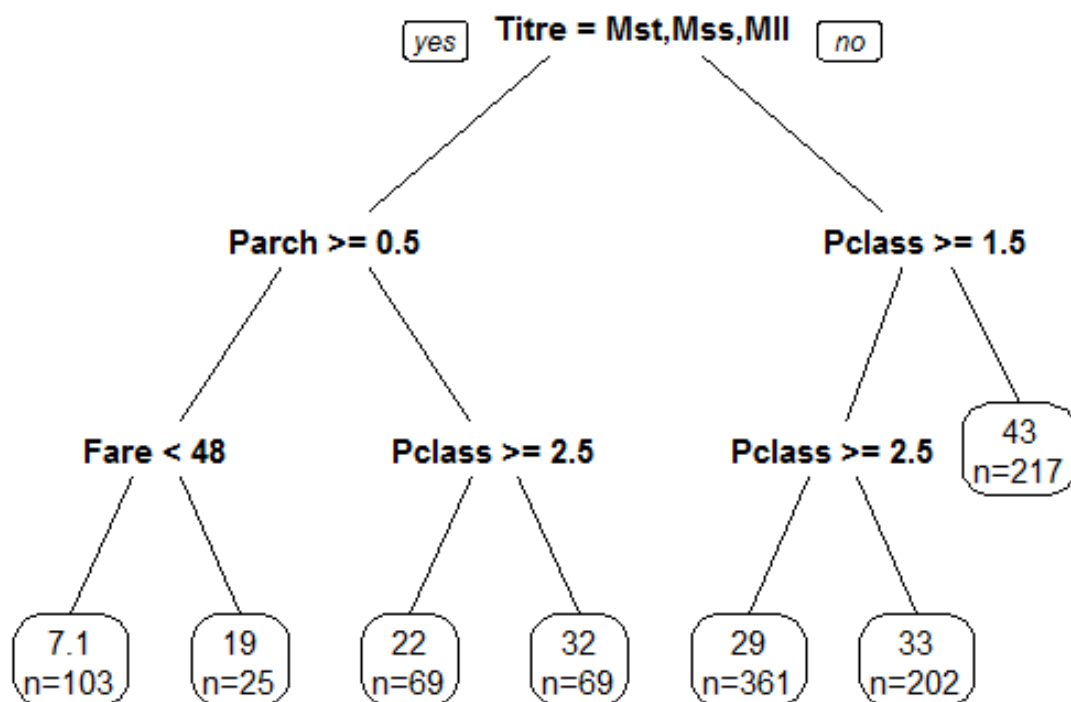 yes Titre = Mst,Mss,Mll no
Parch >= 0.5 Pclass >= 1.5
Fare < 48 Pclass >= 2.5 Pclass >= 2.5
43
n=217
7.1
n=103
19
n=25
22
n=69
32
n=69
29
n=361
33
n=202